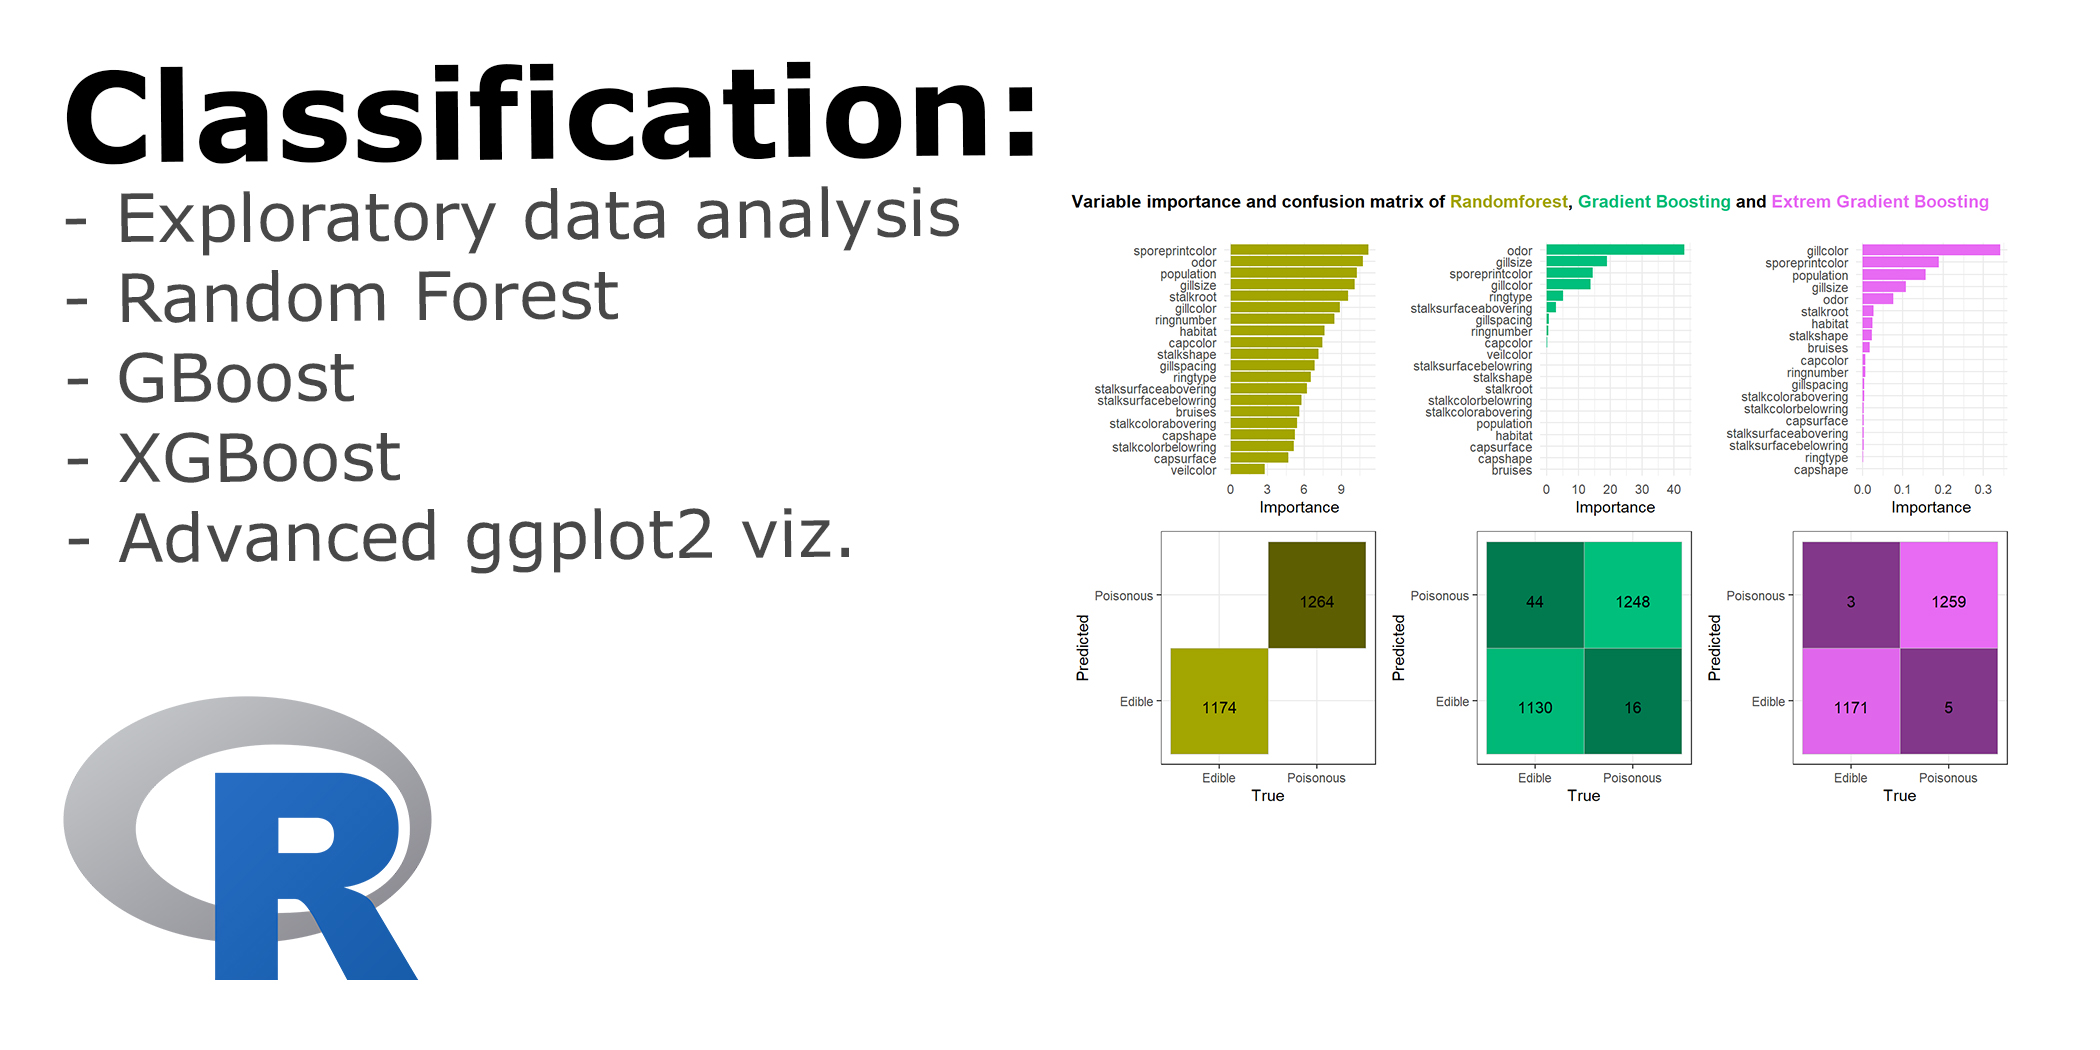 Classification:
- Exploratory data analysis
- Random Forest
- GBoost
- XGBoost
- Advanced ggplot2 viz.
R
Variable importance and confusion matrix of Randomforest, Gradient Boosting and Extrem Gradient Boosting
sporeprintcolor
odor
population
gillsize
stalkroot
gillcolor
ringnumber
habitat
capcolor
stalkshape
gillspacing
ringtype
stalksurfaceabovering
stalksurfacebelowring
bruises
stalkcolorabovering
capshape
stalkcolorbelowring
capsurface
veilcolor
0 3 6 9
Importance
odor
gillsize
sporeprintcolor
gillcolor
ringtype
stalksurfaceabovering
gillspacing
ringnumber
capcolor
veilcolor
stalksurfacebelowring
stalkshape
stalkroot
stalkcolorbelowring
stalkcolorabovering
population
habitat
capsurface
capshape
bruises
0 10 20 30 40
Importance
gillcolor
sporeprintcolor
population
gillsize
odor
stalkroot
habitat
stalkshape
bruises
capcolor
ringnumber
gillspacing
stalkcolorabovering
stalkcolorbelowring
capsurface
stalksurfaceabovering
stalksurfacebelowring
ringtype
capshape
0.0 0.1 0.2 0.3
Importance
Predicted
Poisonous 1264
Edible 1174
Edible Poisonous
True
Predicted
Poisonous 44 1248
Edible 1130 16
Edible Poisonous
True
Predicted
Poisonous 3 1259
Edible 1171 5
Edible Poisonous
True